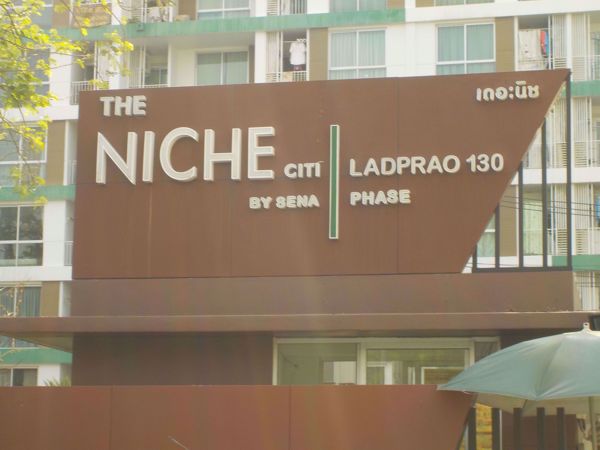 THE
เดอะนิช
NICHE CITI LADPRAO 130
BY SENA PHASE